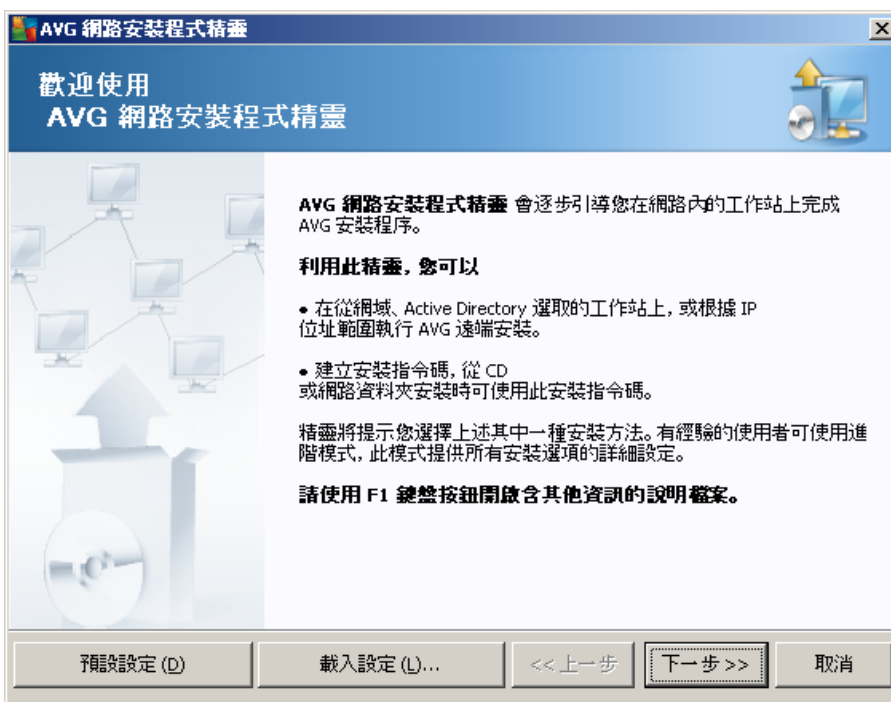 AVG 網路安裝程式精靈
歡迎使用
AVG 網路安裝程式精靈
AVG 網路安裝程式精靈 會逐步引導您在網路內的工作站上完成
AVG 安裝程序。
利用此精靈, 您可以
• 在從網域、Active Directory 選取的工作站上, 或根據 IP
位址範圍執行 AVG 遠端安裝。
• 建立安裝指令碼, 從 CD
或網路資料夾安裝時可使用此安裝指令碼。
精靈將提示您選擇上述其中一種安裝方法。有經驗的使用者可使用進
階模式, 此模式提供所有安裝選項的詳細設定。
請使用 F1 鍵盤按鈕開啟含其他資訊的說明檔案。
預設設定 (D)
載入設定 (L)...
<< 上一步
下一步 >>
取消